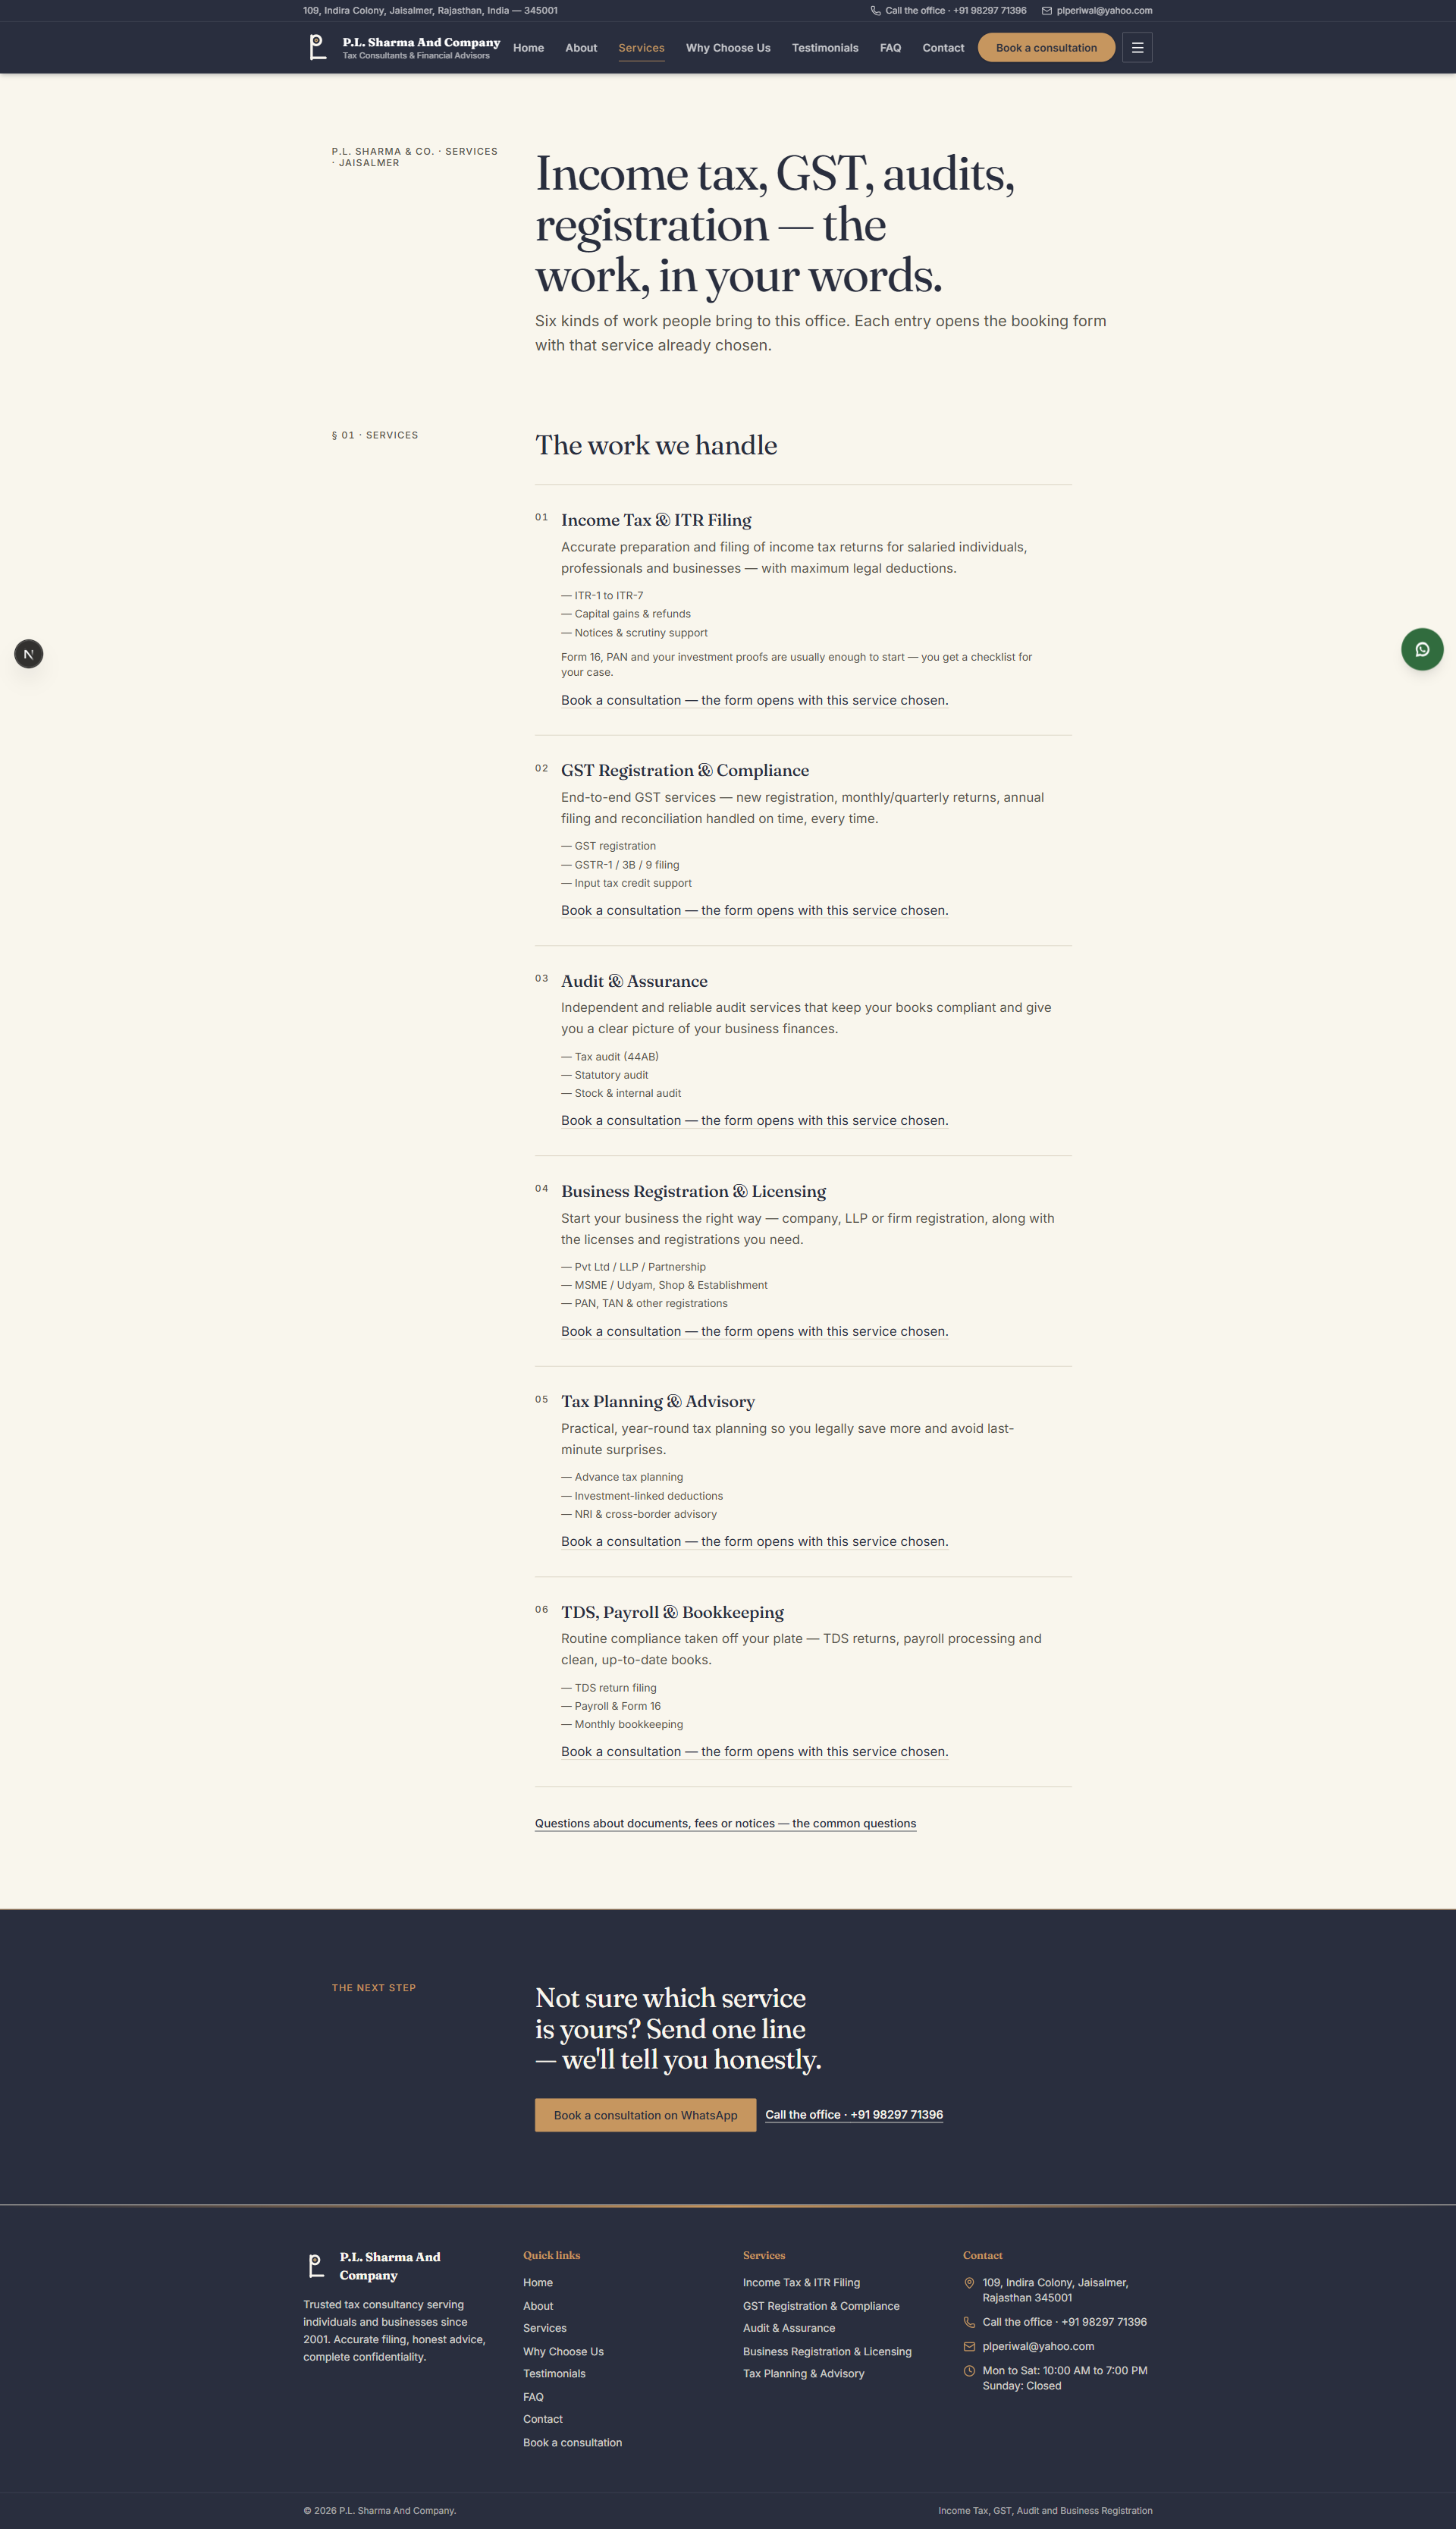 109, Indira Colony, Jaisalmer, Rajasthan, India — 345001
Call the office · +91 98297 71396
plperiwal@yahoo.com
P.L. Sharma And Company
Tax Consultants & Financial Advisors
Home
About
Services
Why Choose Us
Testimonials
FAQ
Contact
Book a consultation
P.L. SHARMA & CO. · SERVICES
· JAISALMER
Income tax, GST, audits,
registration — the
work, in your words.
Six kinds of work people bring to this office. Each entry opens the booking form
with that service already chosen.
§ 01 · SERVICES
The work we handle
01
Income Tax & ITR Filing
Accurate preparation and filing of income tax returns for salaried individuals,
professionals and businesses — with maximum legal deductions.
— ITR-1 to ITR-7
— Capital gains & refunds
— Notices & scrutiny support
Form 16, PAN and your investment proofs are usually enough to start — you get a checklist for
your case.
Book a consultation — the form opens with this service chosen.
02
GST Registration & Compliance
End-to-end GST services — new registration, monthly/quarterly returns, annual
filing and reconciliation handled on time, every time.
— GST registration
— GSTR-1 / 3B / 9 filing
— Input tax credit support
Book a consultation — the form opens with this service chosen.
03
Audit & Assurance
Independent and reliable audit services that keep your books compliant and give
you a clear picture of your business finances.
— Tax audit (44AB)
— Statutory audit
— Stock & internal audit
Book a consultation — the form opens with this service chosen.
04
Business Registration & Licensing
Start your business the right way — company, LLP or firm registration, along with
the licenses and registrations you need.
— Pvt Ltd / LLP / Partnership
— MSME / Udyam, Shop & Establishment
— PAN, TAN & other registrations
Book a consultation — the form opens with this service chosen.
05
Tax Planning & Advisory
Practical, year-round tax planning so you legally save more and avoid last-
minute surprises.
— Advance tax planning
— Investment-linked deductions
— NRI & cross-border advisory
Book a consultation — the form opens with this service chosen.
06
TDS, Payroll & Bookkeeping
Routine compliance taken off your plate — TDS returns, payroll processing and
clean, up-to-date books.
— TDS return filing
— Payroll & Form 16
— Monthly bookkeeping
Book a consultation — the form opens with this service chosen.
Questions about documents, fees or notices — the common questions
THE NEXT STEP
Not sure which service
is yours? Send one line
— we'll tell you honestly.
Book a consultation on WhatsApp
Call the office · +91 98297 71396
P.L. Sharma And
Company
Trusted tax consultancy serving
individuals and businesses since
2001. Accurate filing, honest advice,
complete confidentiality.
Quick links
Home
About
Services
Why Choose Us
Testimonials
FAQ
Contact
Book a consultation
Services
Income Tax & ITR Filing
GST Registration & Compliance
Audit & Assurance
Business Registration & Licensing
Tax Planning & Advisory
Contact
109, Indira Colony, Jaisalmer,
Rajasthan 345001
Call the office · +91 98297 71396
plperiwal@yahoo.com
Mon to Sat: 10:00 AM to 7:00 PM
Sunday: Closed
© 2026 P.L. Sharma And Company.
Income Tax, GST, Audit and Business Registration